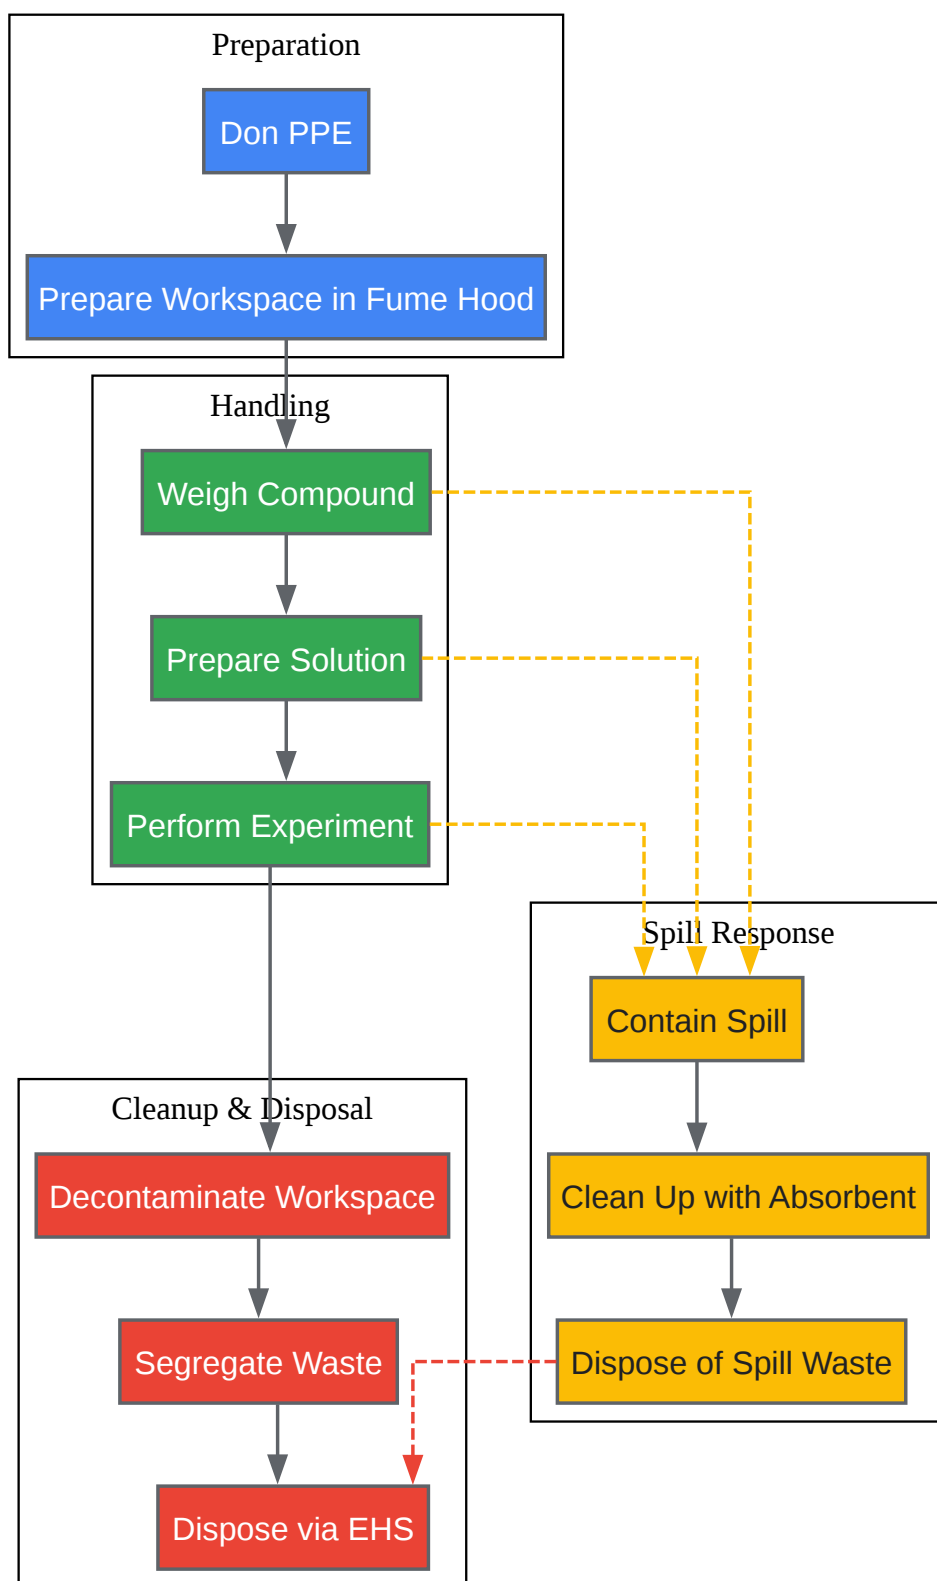 Preparation
Don PPE
Prepare Workspace in Fume Hood
Handling
Weigh Compound
Prepare Solution
Perform Experiment
Spill Response
Contain Spill
Clean Up with Absorbent
Dispose of Spill Waste
Cleanup & Disposal
Decontaminate Workspace
Segregate Waste
Dispose via EHS